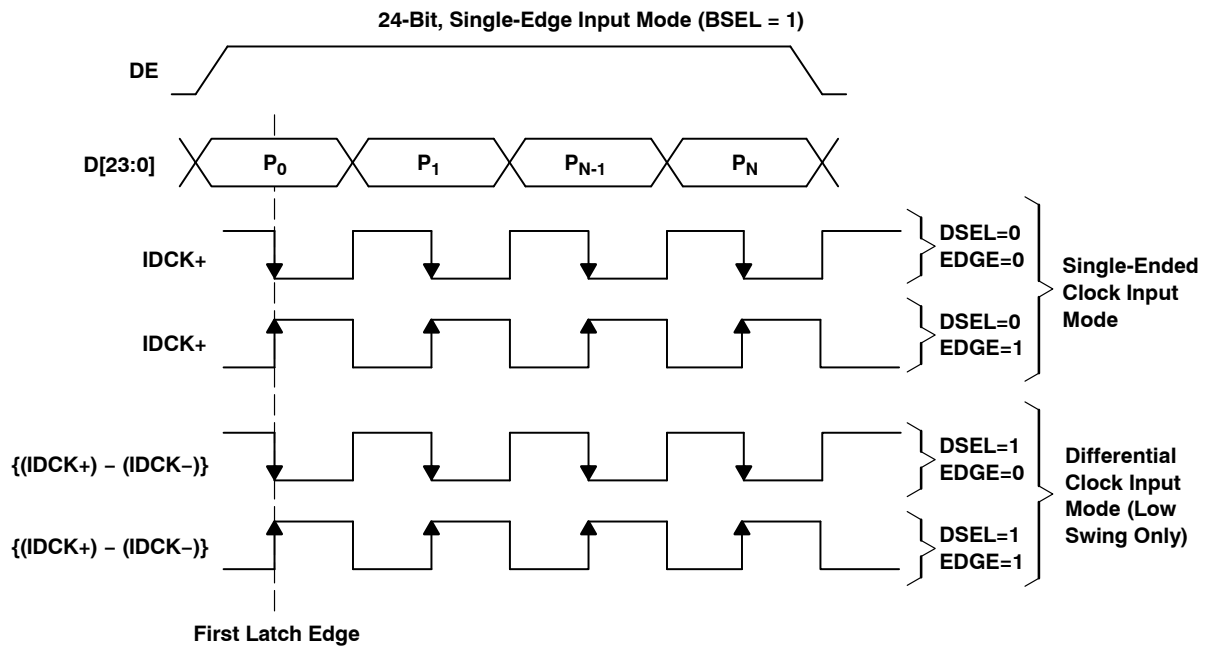 24-Bit, Single-Edge Input Mode (BSEL = 1)
DE
D[23:0]
P0
P1
PN-1
PN
IDCK+
DSEL=0
EDGE=0
IDCK+
DSEL=0
EDGE=1
Single-Ended
Clock Input
Mode
{(IDCK+) − (IDCK−)}
DSEL=1
EDGE=0
{(IDCK+) − (IDCK−)}
DSEL=1
EDGE=1
Differential
Clock Input
Mode (Low
Swing Only)
First Latch Edge